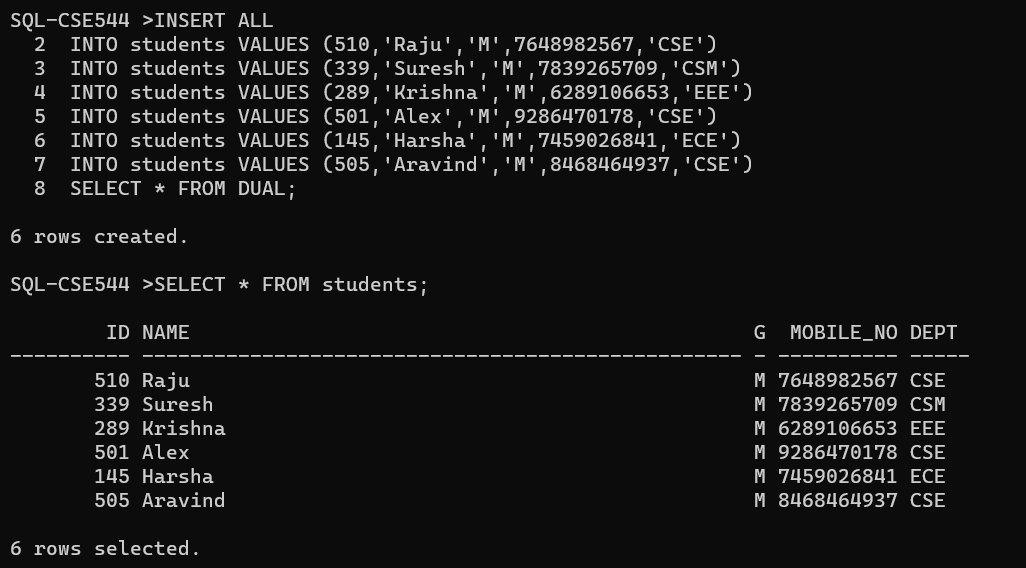 SQL-CSE544 >INSERT ALL
  2  INTO students VALUES (510,'Raju','M',7648982567,'CSE')
  3  INTO students VALUES (339,'Suresh','M',7839265709,'CSM')
  4  INTO students VALUES (289,'Krishna','M',6289106653,'EEE')
  5  INTO students VALUES (501,'Alex','M',9286470178,'CSE')
  6  INTO students VALUES (145,'Harsha','M',7459026841,'ECE')
  7  INTO students VALUES (505,'Aravind','M',8468464937,'CSE')
  8  SELECT * FROM DUAL;

6 rows created.

SQL-CSE544 >SELECT * FROM students;

        ID NAME                                               G  MOBILE_NO DEPT
---------- -------------------------------------------------- - ---------- -----
       510 Raju                                               M 7648982567 CSE
       339 Suresh                                             M 7839265709 CSM
       289 Krishna                                            M 6289106653 EEE
       501 Alex                                               M 9286470178 CSE
       145 Harsha                                             M 7459026841 ECE
       505 Aravind                                            M 8468464937 CSE

6 rows selected.